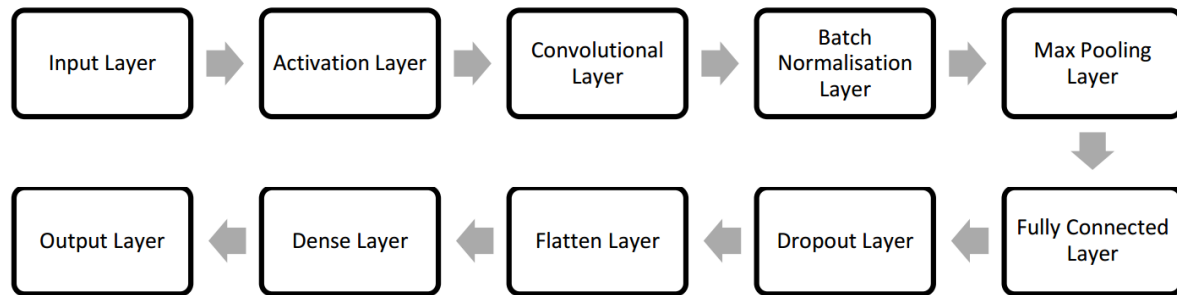 Input Layer
Activation Layer
Convolutional
Layer
Batch
Normalisation
Layer
Max Pooling
Layer
Fully Connected
Layer
Dropout Layer
Flatten Layer
Dense Layer
Output Layer